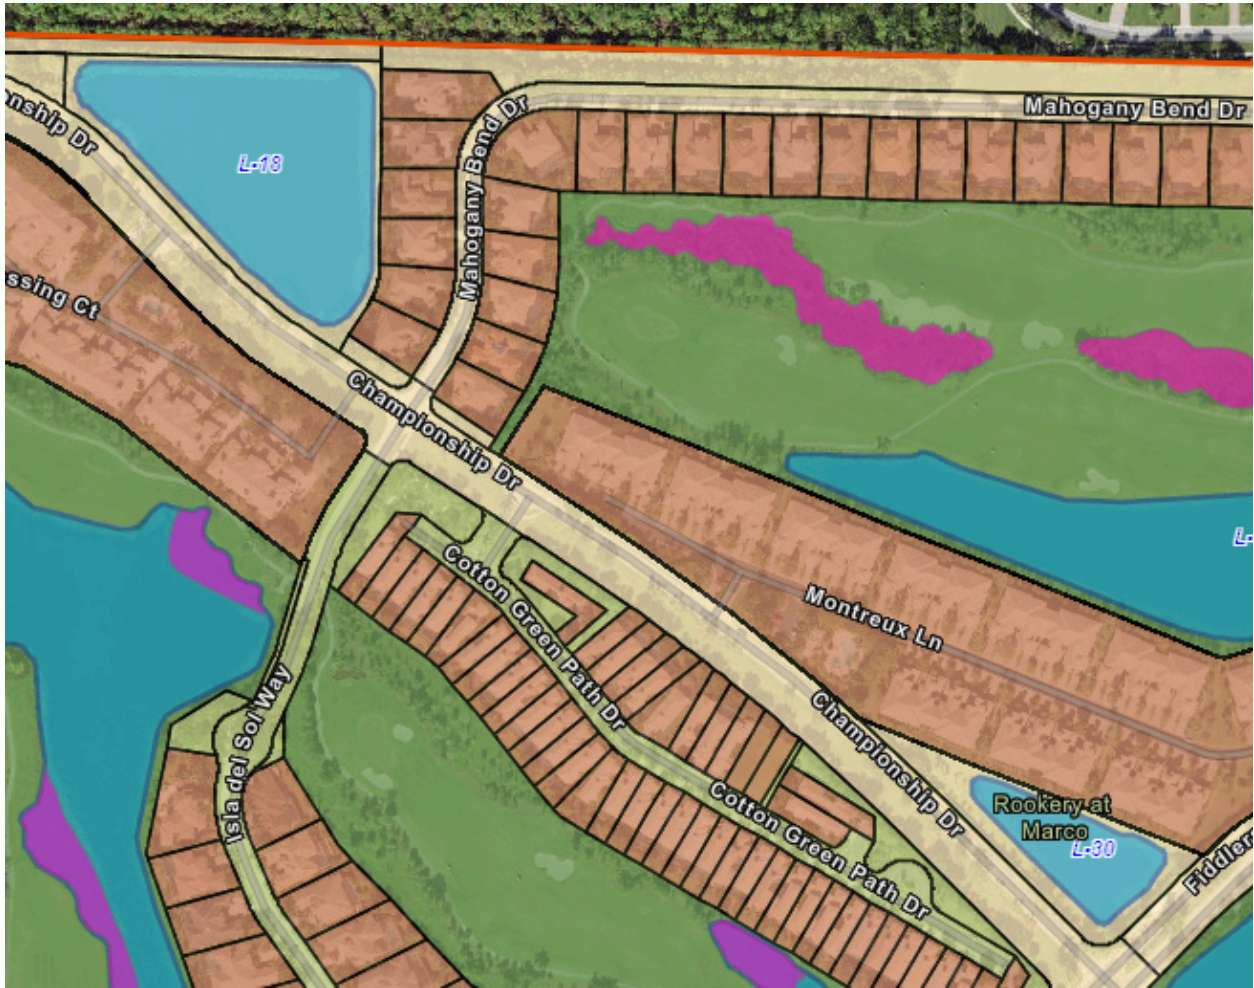 Mahogany Bend Dr
onship Dr
L-18
Mahogany Bend Dr
ssing Ct
Championship Dr
L-
Cotton Green Path Dr
Montreux Ln
Isla del Sol Way
Championship Dr
Cotton Green Path Dr
Rookery at
Marco
L-30
Fiddler